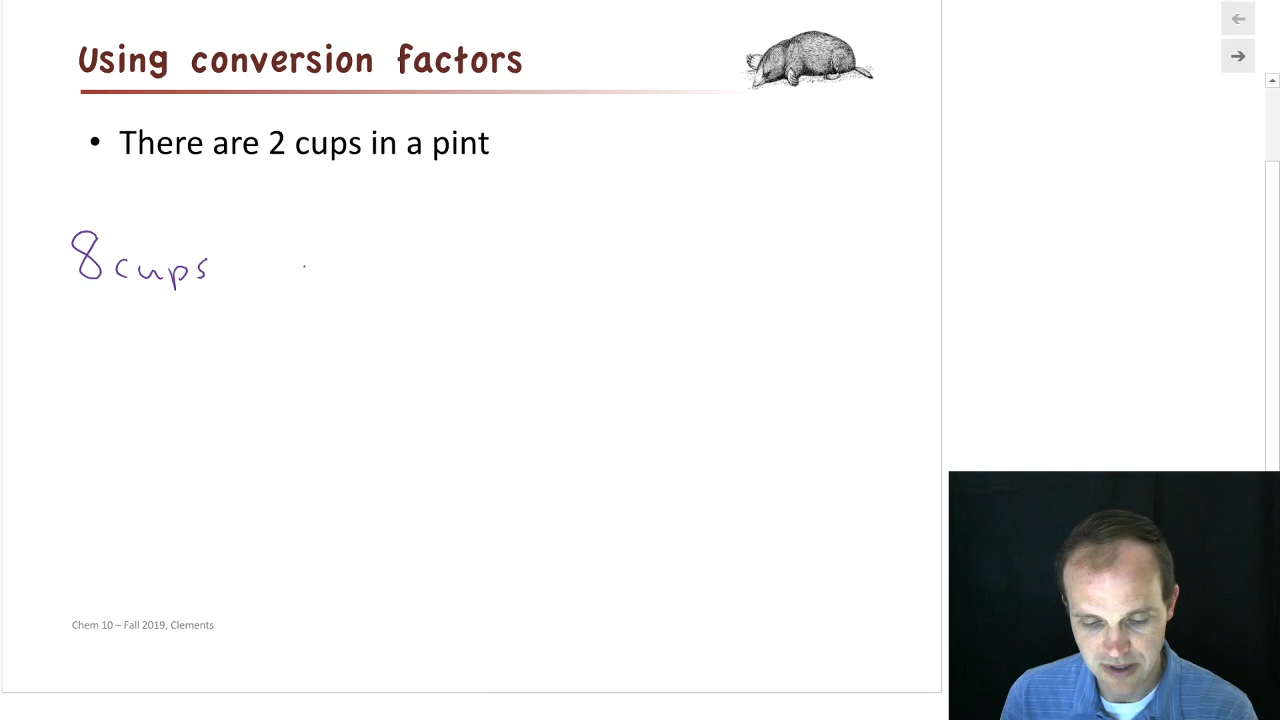 Using conversion factors
• There are 2 cups in a pint
8 cups
Chem 10 – Fall 2019, Clements